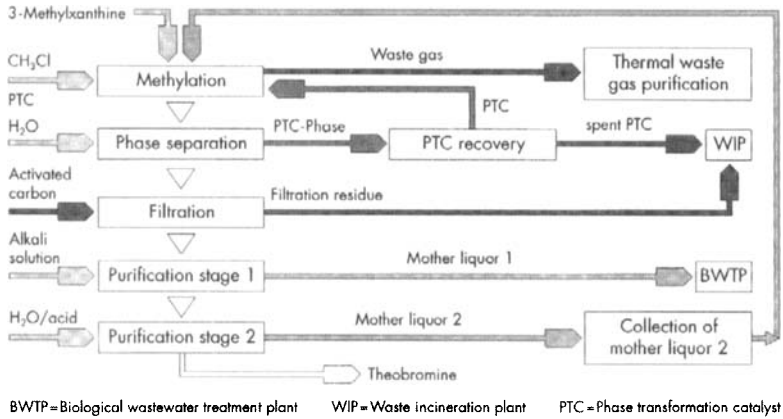 3-Methylxanthine
CH₃Cl
Waste gas
Thermal waste
gas purification
Methylation
PTC
PTC
H₂O
Phase separation
PTC-Phase
PTC recovery
spent PTC
WIP
Activated
carbon
Filtration residue
Filtration
Alkali
solution
Mother liquor 1
Purification stage 1
BWTP
H₂O/acid
Mother liquor 2
Purification stage 2
Collection of
mother liquor 2
Theobromine
BWTP=Biological wastewater treatment plant WIP=Waste incineration plant PTC=Phase transformation catalyst